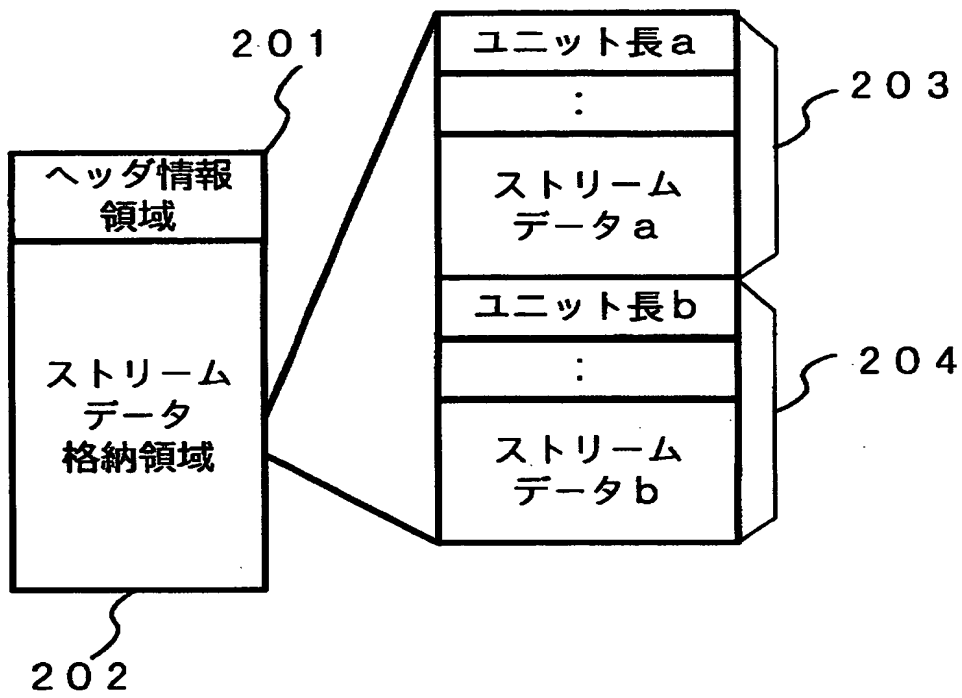 201
ヘッダ情報
領域
ストリーム
データ
格納領域
202
ユニット長a
:
ストリーム
データa
203
ユニット長b
:
ストリーム
データb
204